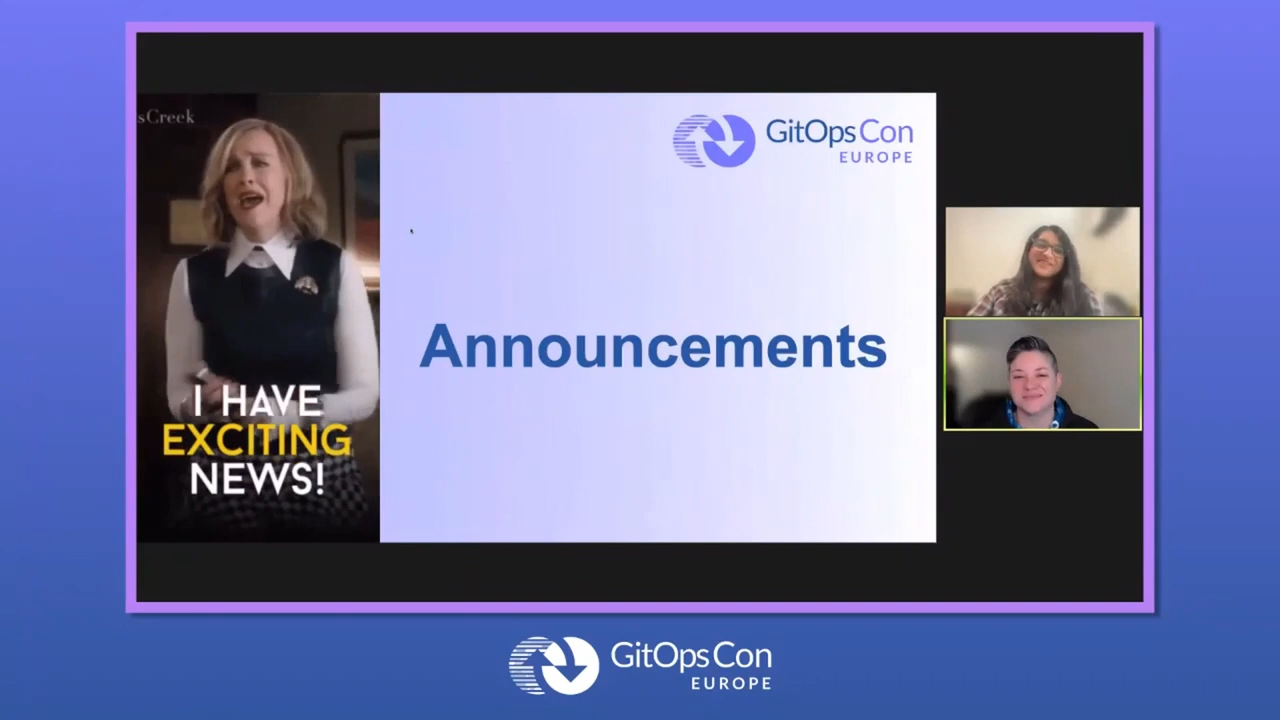 sCreek
I HAVE
EXCITING
NEWS!
GitOpsCon
EUROPE
Announcements
GitOpsCon
EUROPE